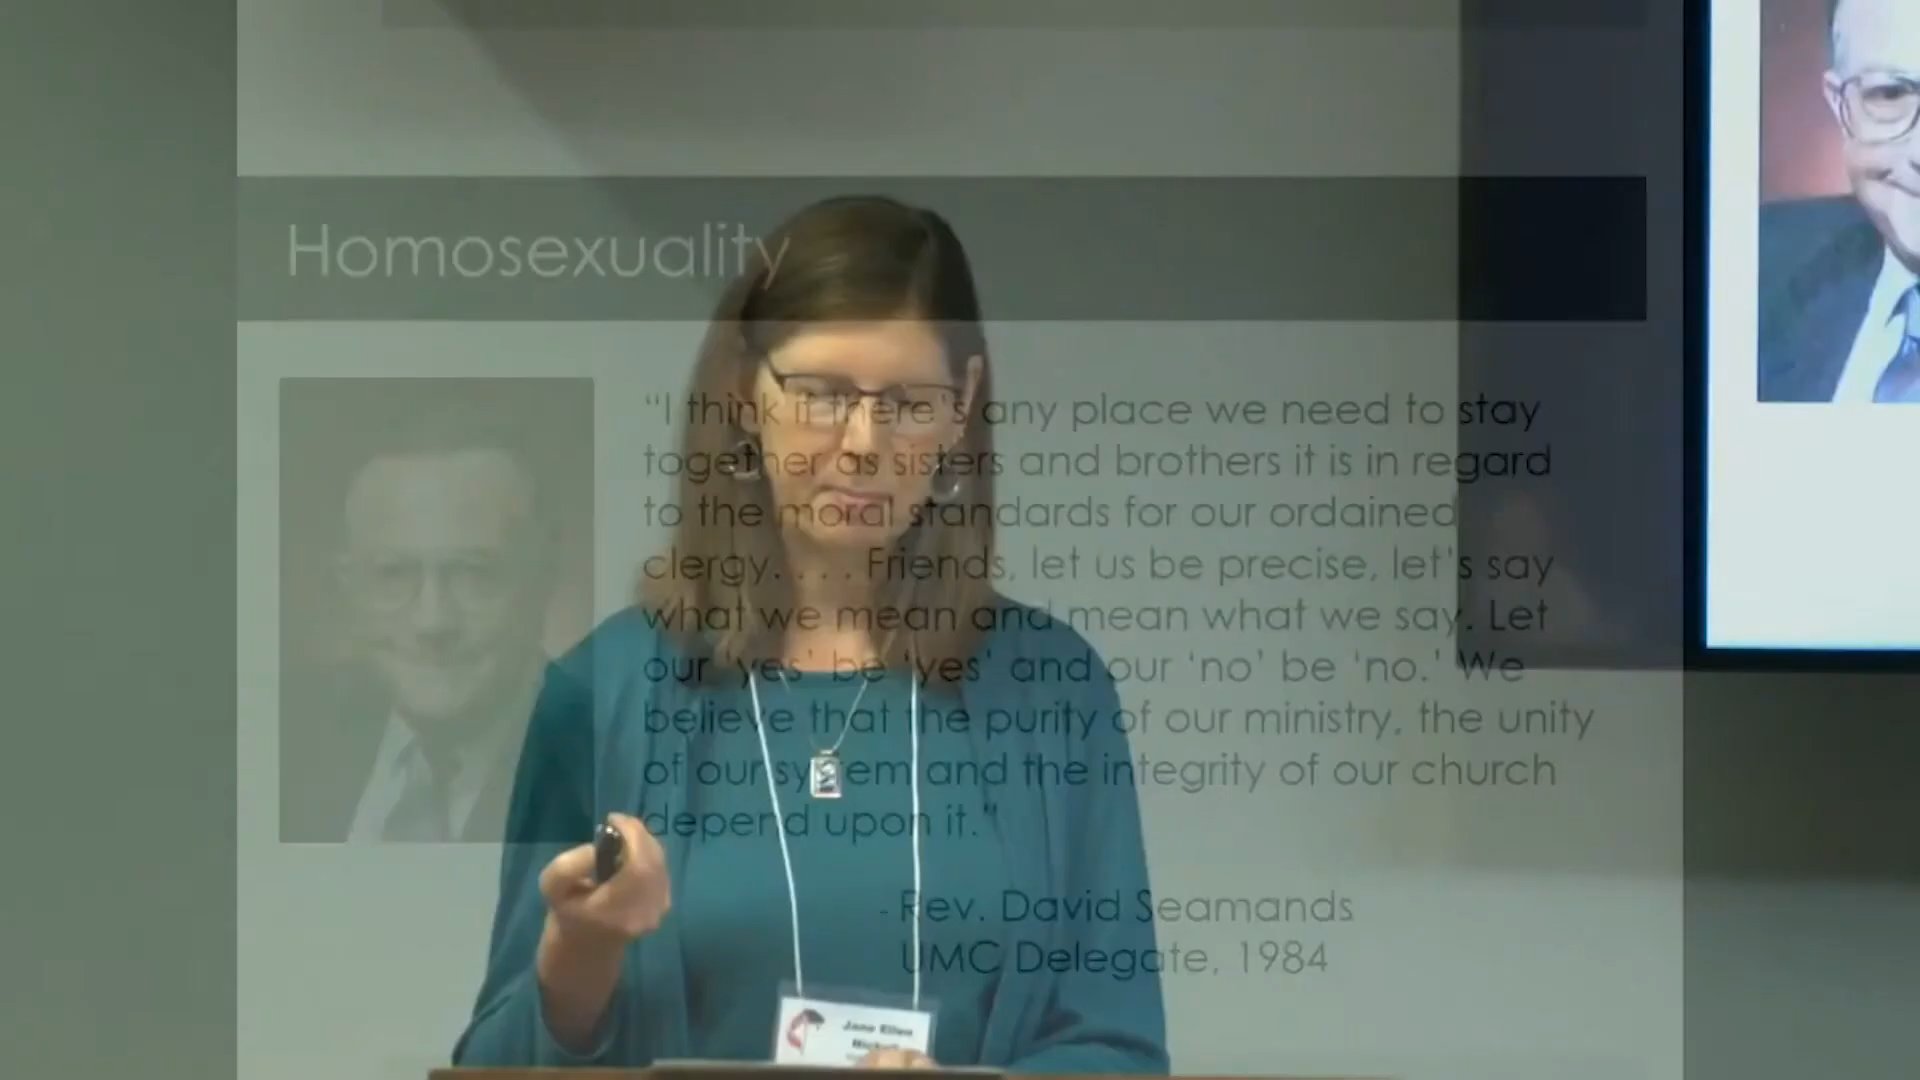 Homosexuality
“I think if there’s any place we need to stay
together as sisters and brothers it is in regard
to the moral standards for our ordained
clergy. . . . Friends, let us be precise, let’s say
what we mean and mean what we say. Let
our ‘yes’ be ‘yes’ and our ‘no’ be ‘no.’ We
believe that the purity of our ministry, the unity
of our system and the integrity of our church
depend upon it.”
- Rev. David Seamands
UMC Delegate, 1984
Jane Ellen